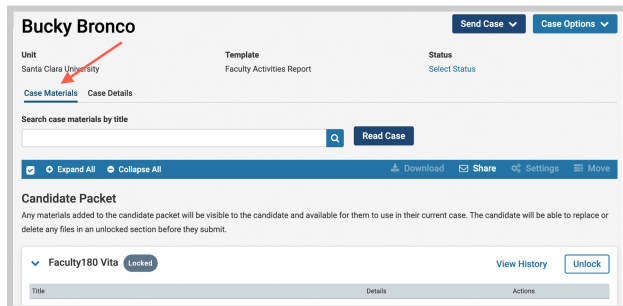 Bucky Bronco
Send Case
Case Options
Unit
Template
Status
Santa Clara University
Faculty Activities Report
Select Status
Case Materials
Case Details
Search case materials by title
Read Case
Expand All
Collapse All
Download
Share
Settings
Move
Candidate Packet
Any materials added to the candidate packet will be visible to the candidate and available for them to use in their current case. The candidate will be able to replace or
delete any files in an unlocked section before they submit.
Faculty180 Vita
Locked
View History
Unlock
Title
Details
Actions